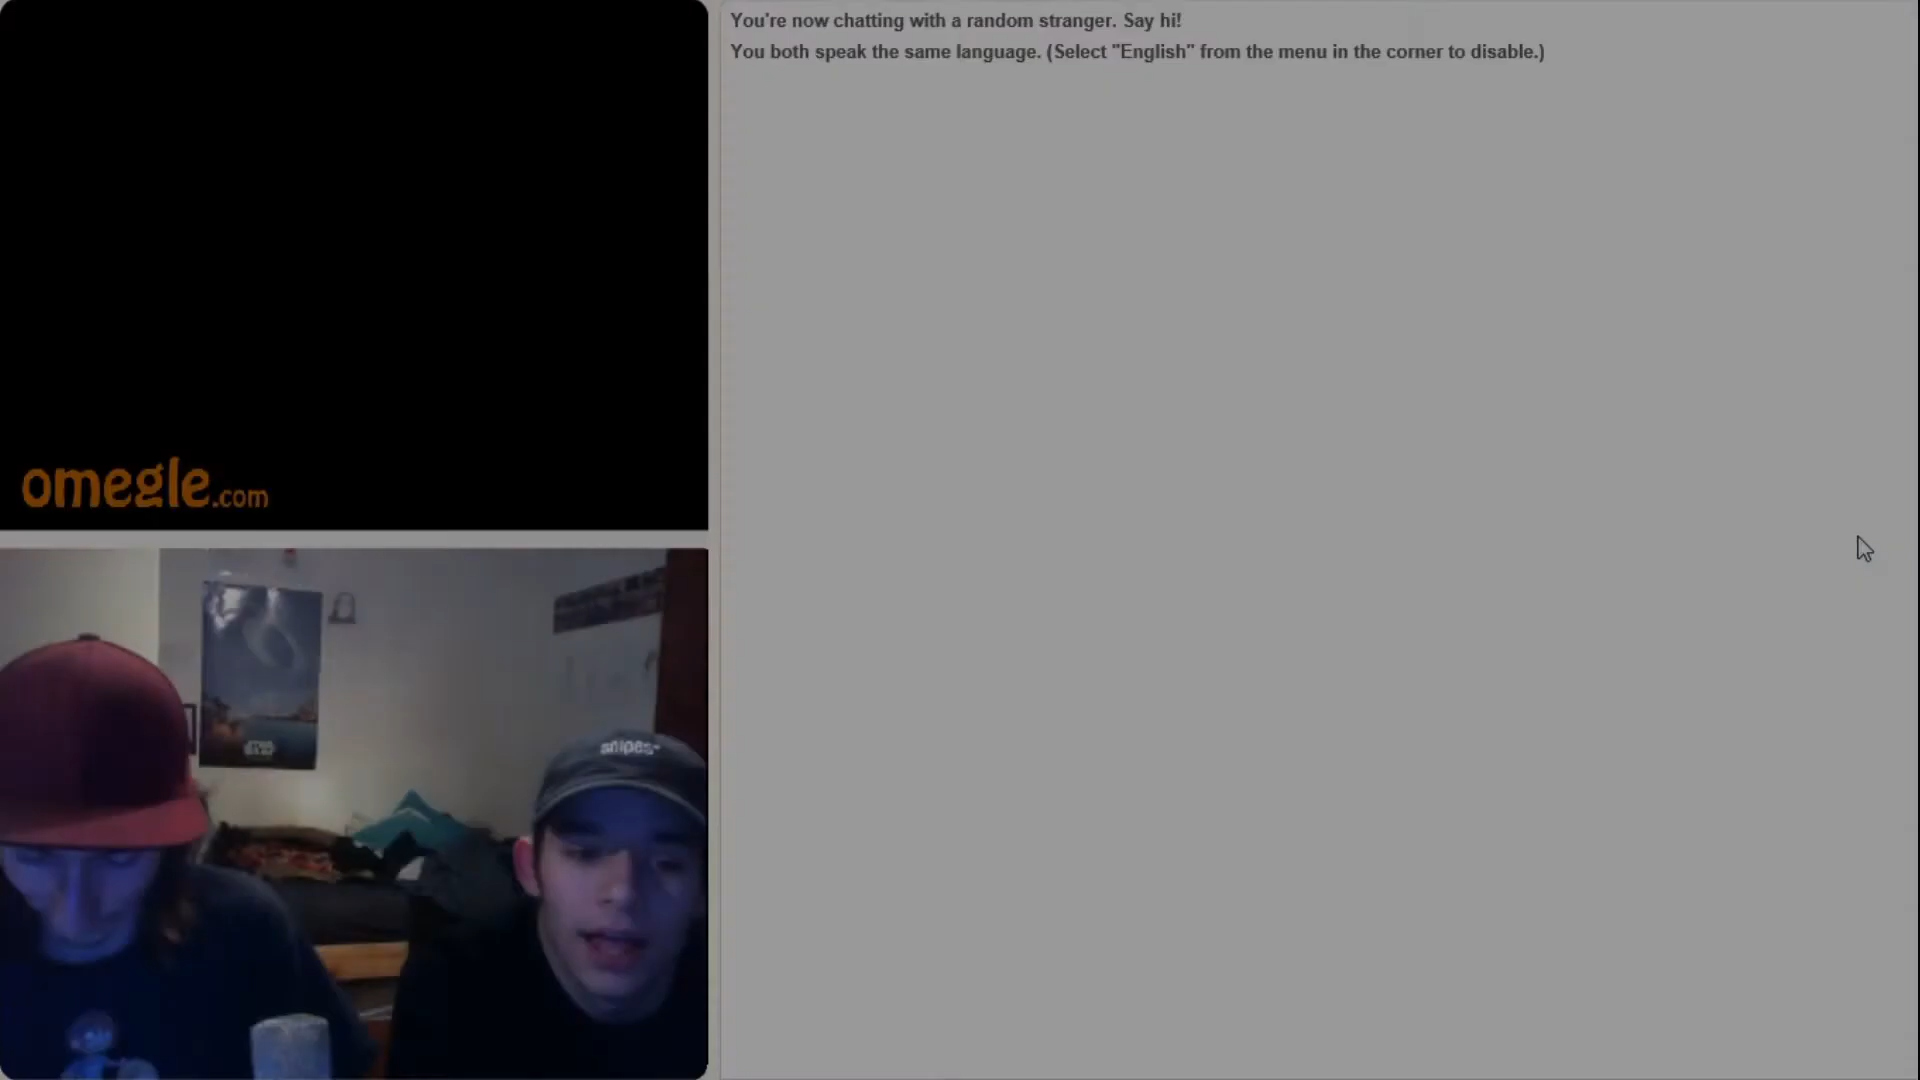 You're now chatting with a random stranger. Say hi!
You both speak the same language. (Select "English" from the menu in the corner to disable.)
omegle.com
snipes